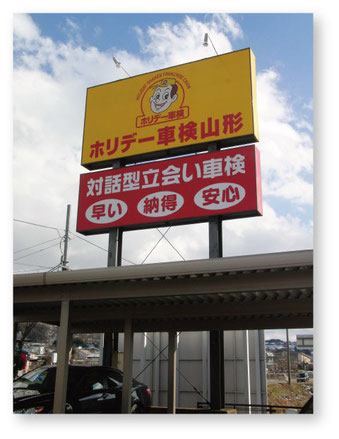 ホリデー車検
ホリデー車検山形
対話型立会い車検
早い 納得 安心